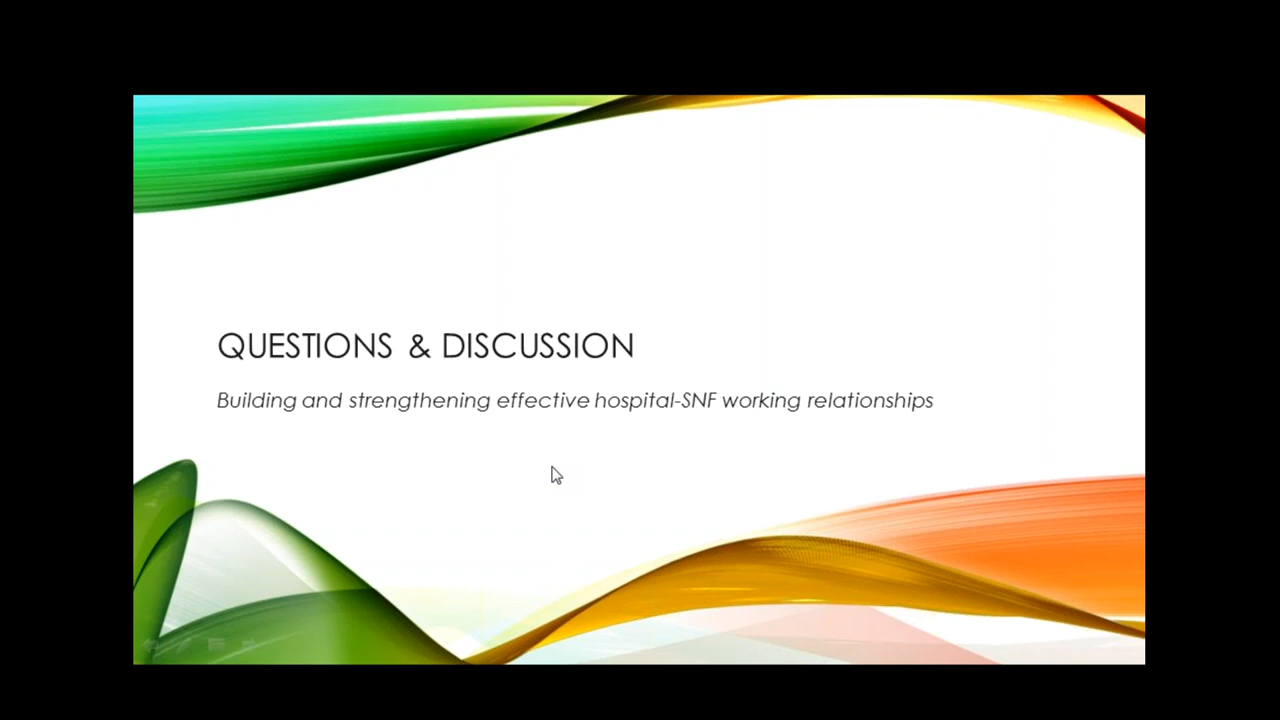 QUESTIONS & DISCUSSION
Building and strengthening effective hospital-SNF working relationships